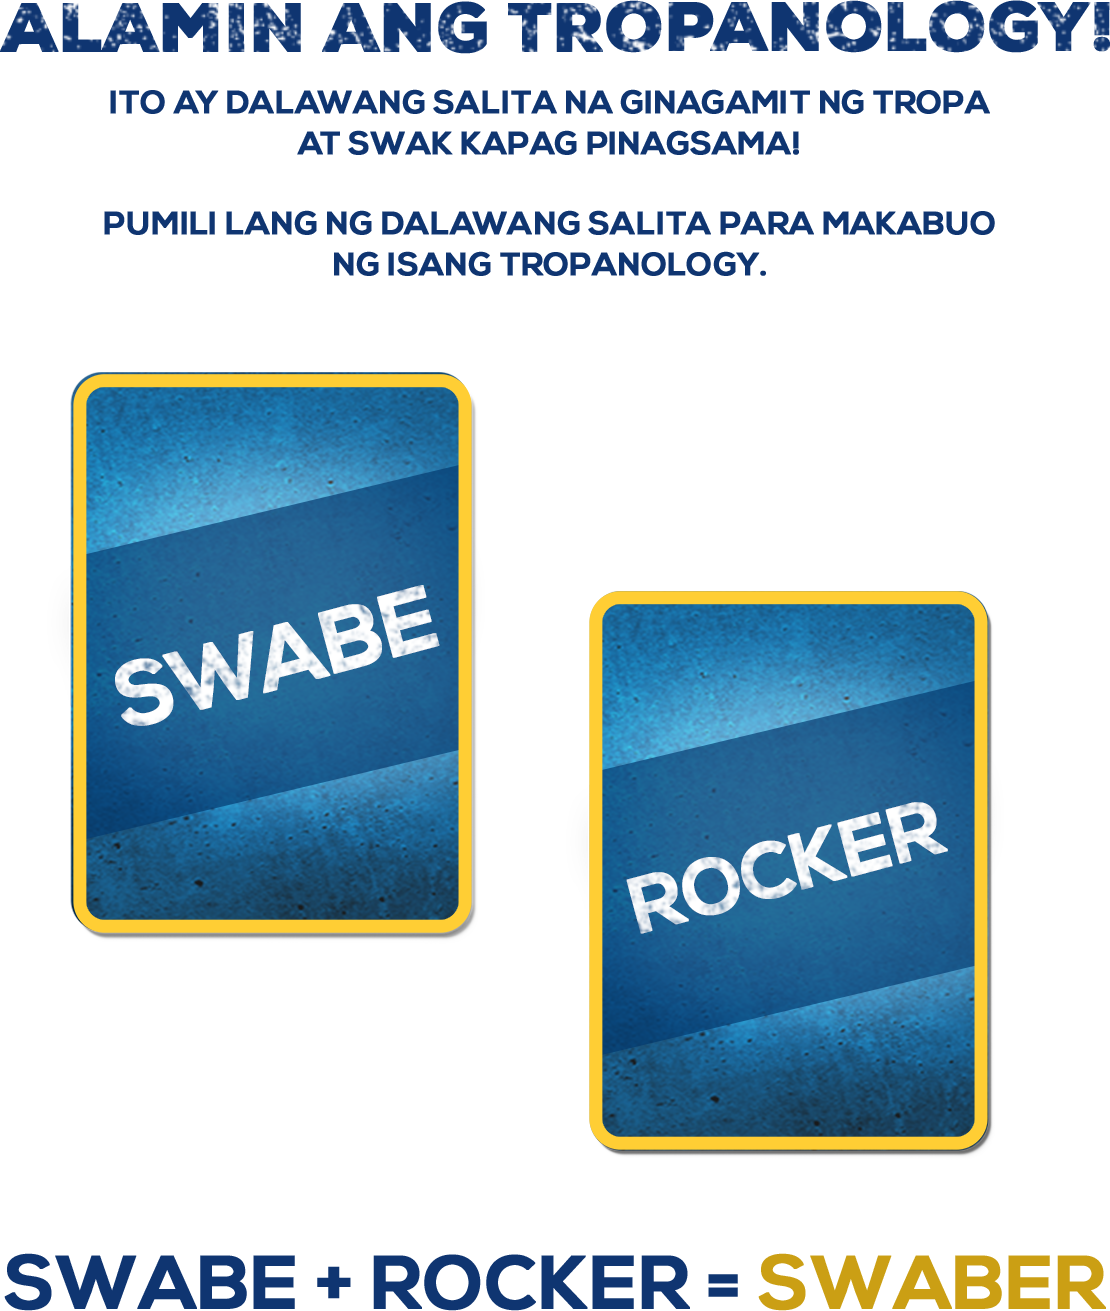 ALAMIN ANG TROPANOLOGY!
ITO AY DALAWANG SALITA NA GINAGAMIT NG TROPA
AT SWAK KAPAG PINAGSAMA!
PUMILI LANG NG DALAWANG SALITA PARA MAKABUO
NG ISANG TROPANOLOGY.
SWABE
ROCKER
SWABE + ROCKER = SWABER